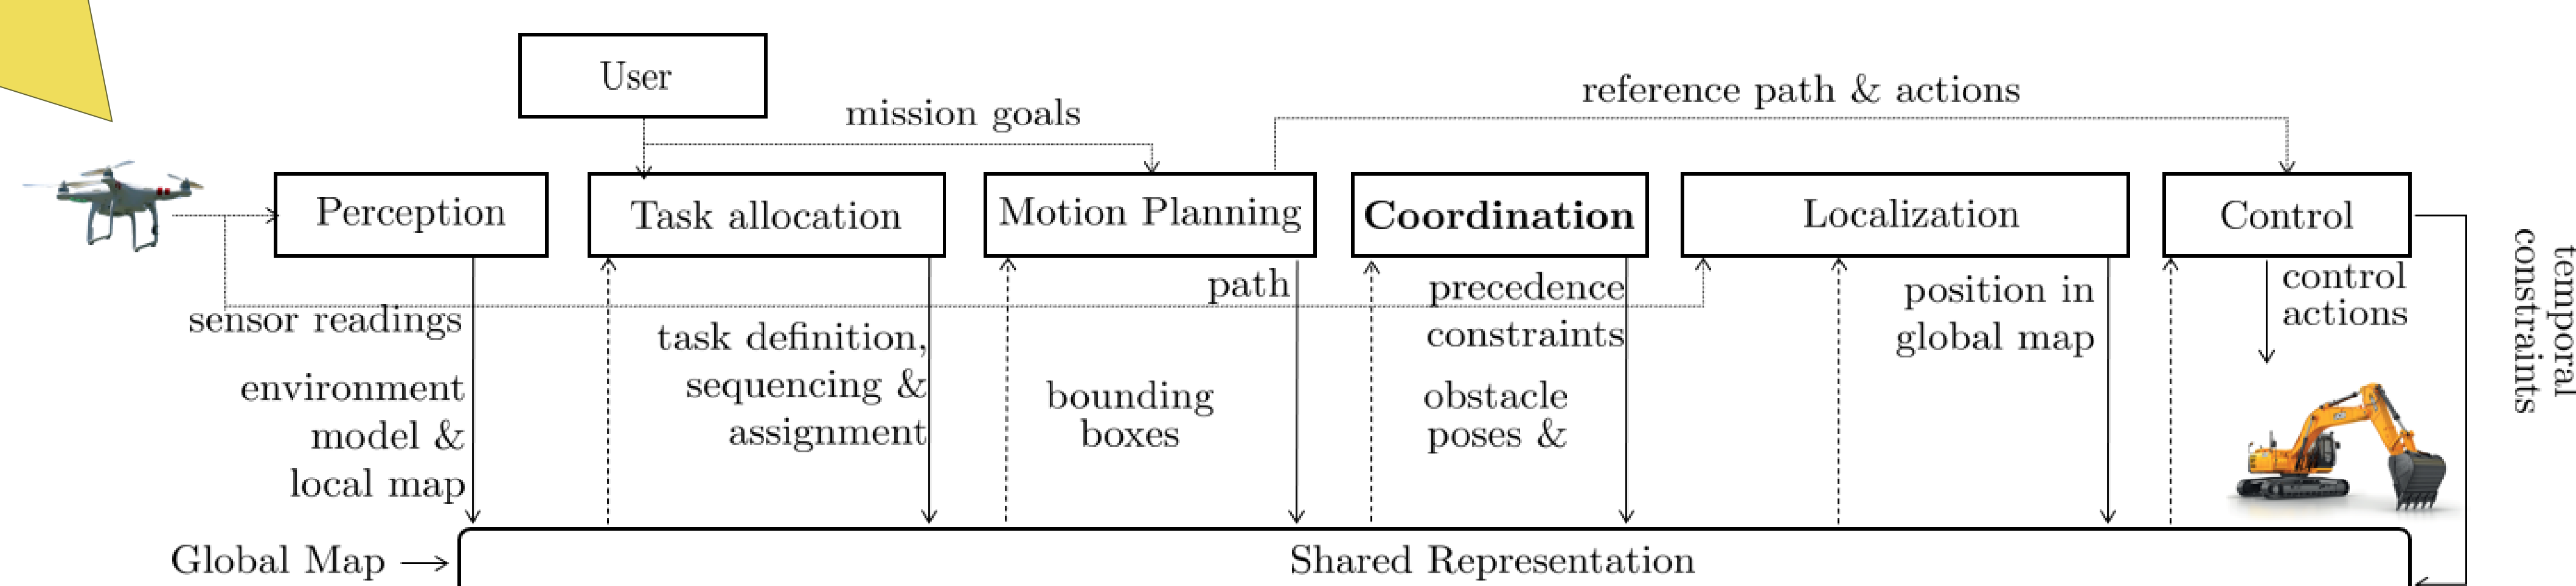 User
mission goals
reference path & actions
Perception
Task allocation
Motion Planning
Coordination
Localization
Control
sensor readings
environment
model &
local map
task definition,
sequencing &
assignment
path
bounding
boxes
precedence
constraints
obstacle
poses &
position in
global map
control
actions
temporal
constraints
Global Map
Shared Representation